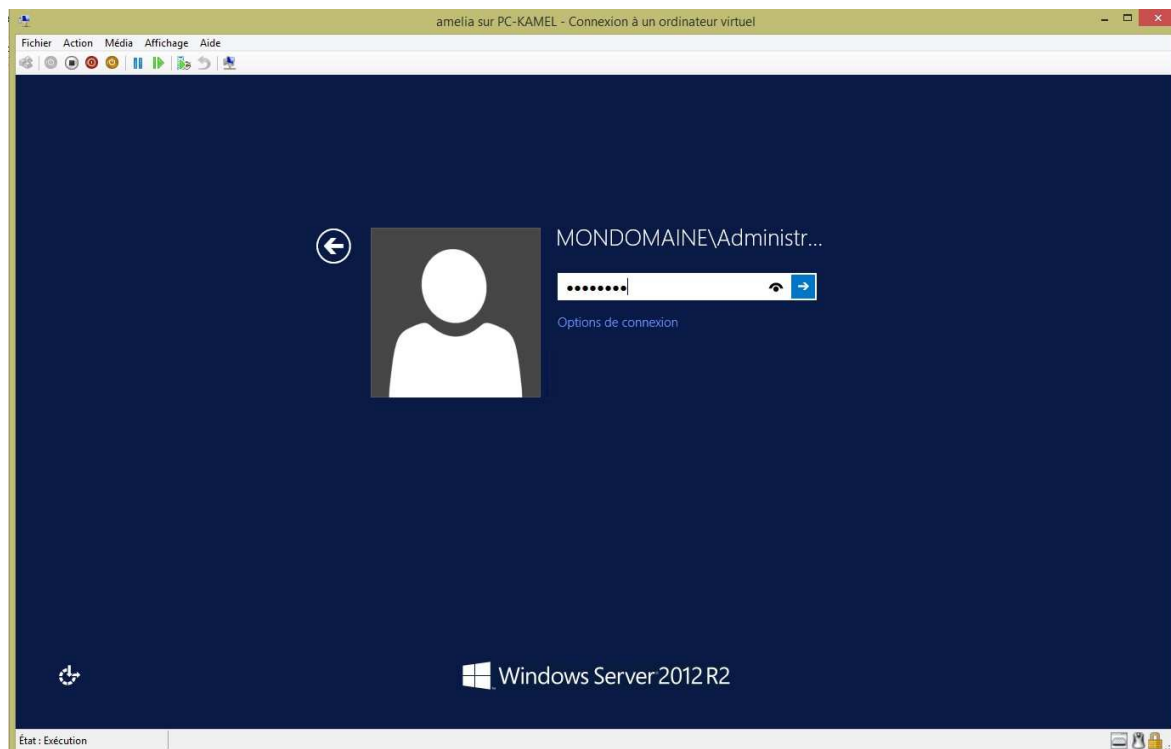 amelia sur PC-KAMEL - Connexion à un ordinateur virtuel
Fichier Action Média Affichage Aide
MONDOMAINE\Administr...
Options de connexion
Windows Server 2012 R2
État : Exécution